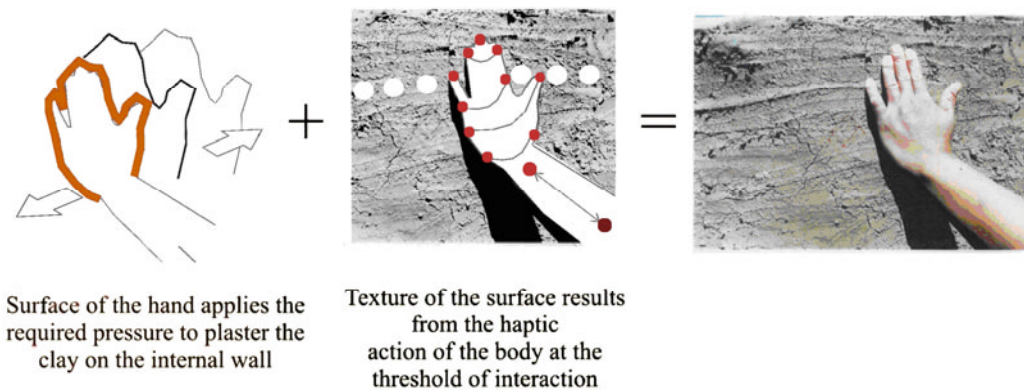 +
=
Surface of the hand applies the
required pressure to plaster the
clay on the internal wall
Texture of the surface results
from the haptic
action of the body at the
threshold of interaction